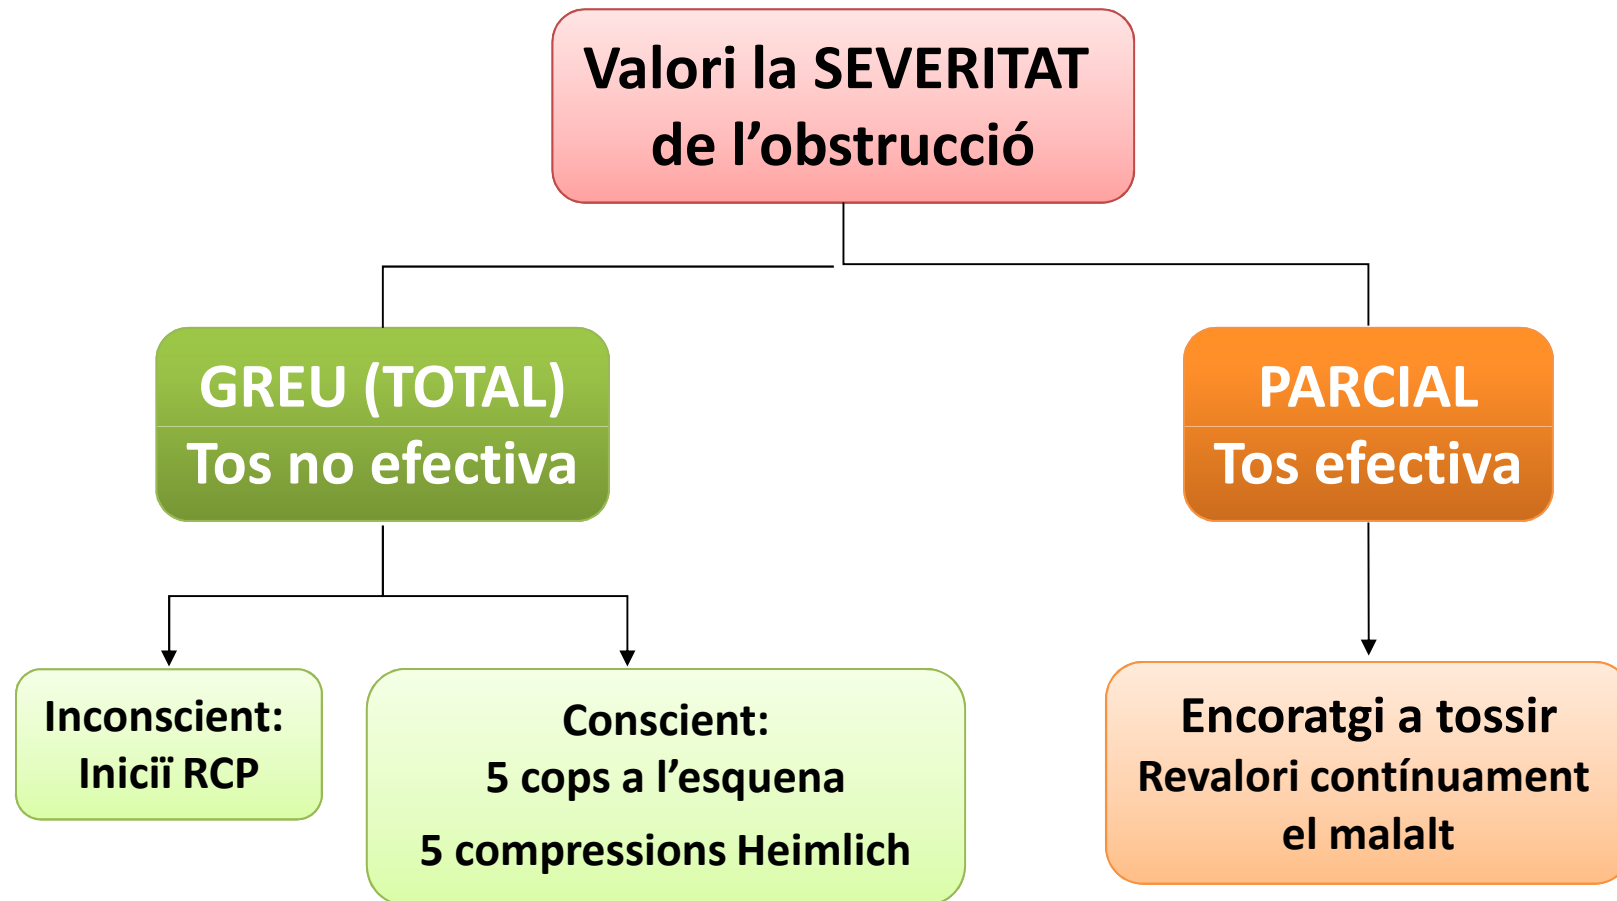 Valori la SEVERITAT
de l’obstrucció
GREU (TOTAL)
Tos no efectiva
PARCIAL
Tos efectiva
Inconscient:
Iniciï RCP
Conscient:
5 cops a l’esquena
5 compressions Heimlich
Encoratgi a tossir
Revalori contínuament
el malalt